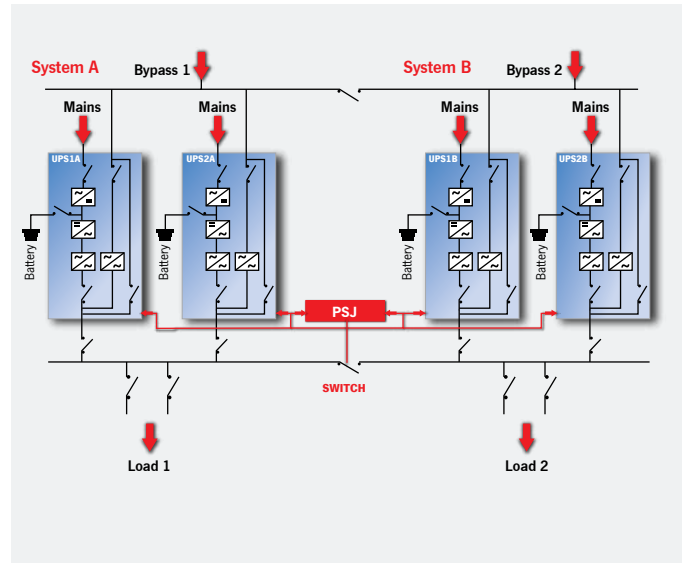 System A
Bypass 1
System B
Bypass 2
Mains
Mains
Mains
Mains
UPS1A
UPS2A
UPS1B
UPS2B
Battery
Battery
Battery
Battery
PSJ
SWITCH
Load 1
Load 2